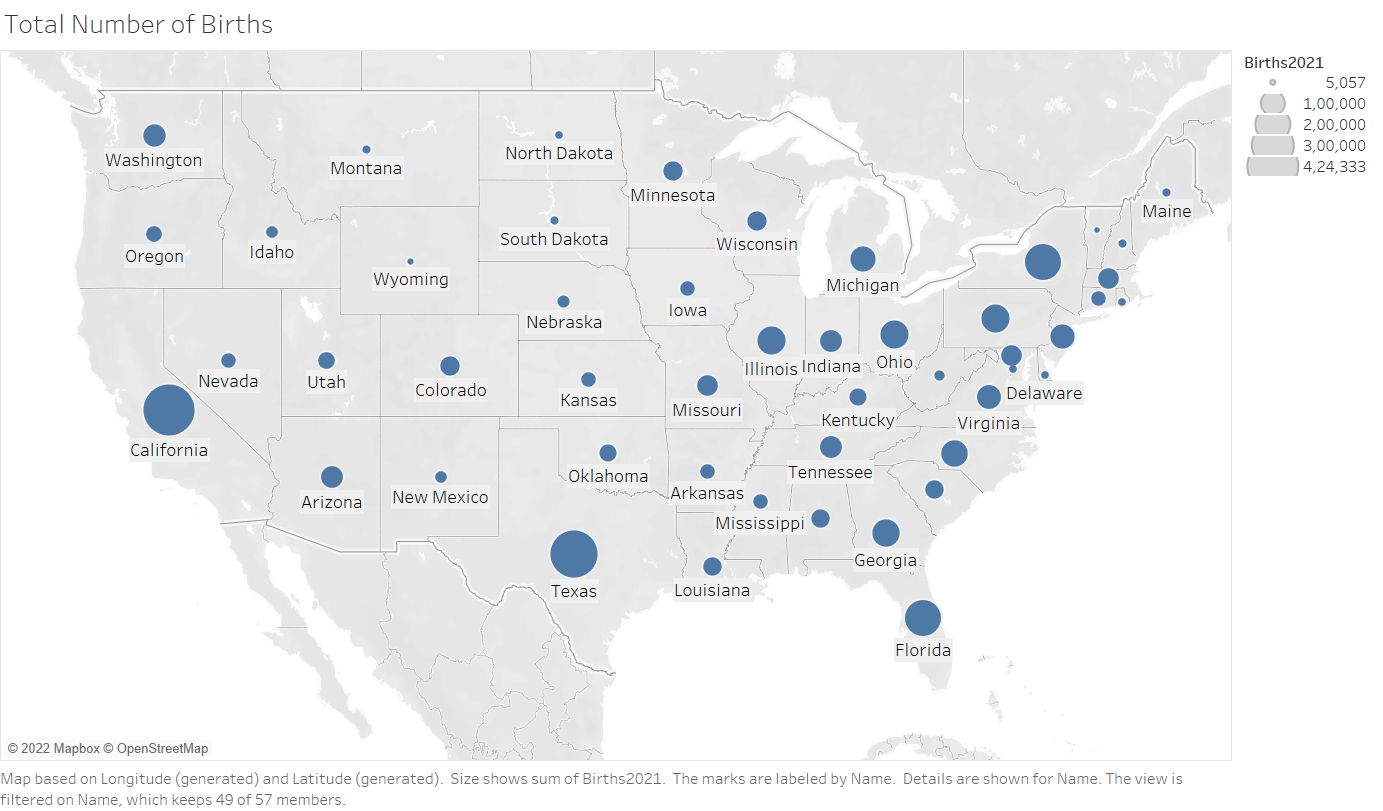 Total Number of Births
Births2021
5,057
1,00,000
2,00,000
3,00,000
4,24,333
Washington
Montana
North Dakota
Minnesota
Maine
Oregon
Idaho
South Dakota
Wisconsin
Wyoming
Michigan
Nebraska
Iowa
Nevada
Utah
Colorado
Kansas
Illinois
Indiana
Ohio
Missouri
Kentucky
Delaware
Virginia
California
Arizona
New Mexico
Oklahoma
Arkansas
Tennessee
Mississippi
Georgia
Texas
Louisiana
Florida
© 2022 Mapbox © OpenStreetMap
Map based on Longitude (generated) and Latitude (generated). Size shows sum of Births2021. The marks are labeled by Name. Details are shown for Name. The view is
filtered on Name, which keeps 49 of 57 members.